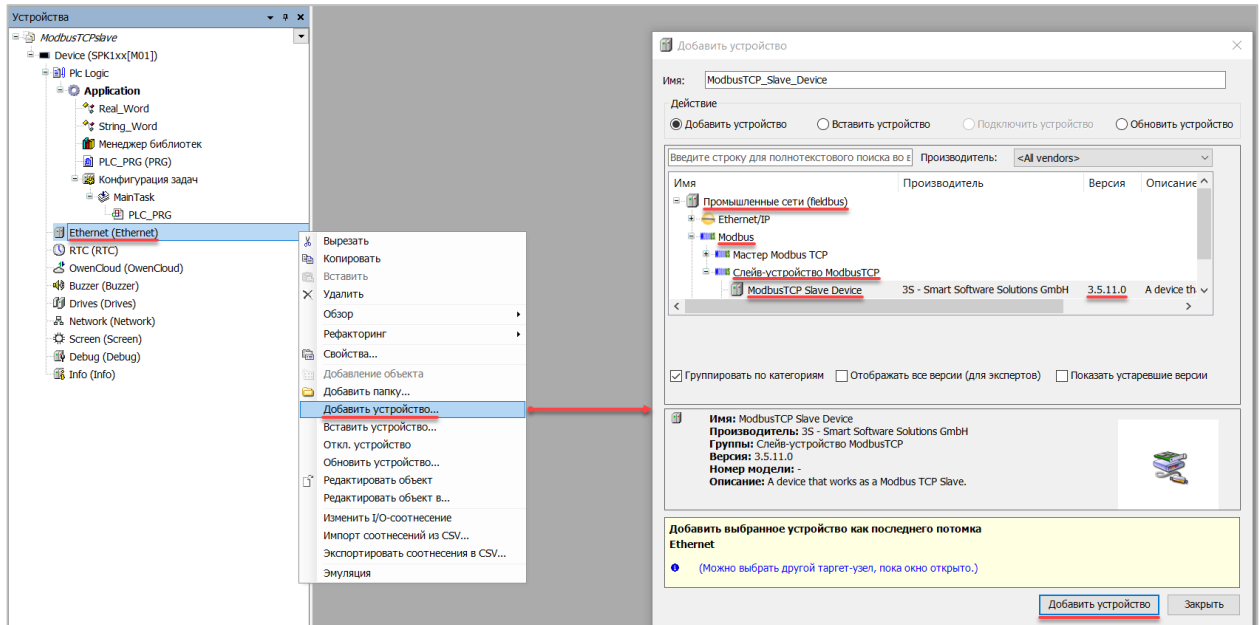 Устройства
ModbusTCPslave
Device (SPK1xx[M01])
Plc Logic
Application
Real_Word
String_Word
Менеджер библиотек
PLC_PRG (PRG)
Конфигурация задач
MainTask
PLC_PRG
Ethernet (Ethernet)
RTC (RTC)
OwenCloud (OwenCloud)
Buzzer (Buzzer)
Drives (Drives)
Network (Network)
Screen (Screen)
Debug (Debug)
Info (Info)
Вырезать
Копировать
Вставить
Удалить
Обзор
Рефакторинг
Свойства...
Добавление объекта
Добавить папку...
Добавить устройство...
Вставить устройство...
Откл. устройство
Обновить устройство...
Редактировать объект
Редактировать объект в...
Изменить I/O-соотнесение
Импорт соотнесений из CSV...
Экспортировать соотнесения в CSV...
Эмуляция
Добавить устройство
Имя: ModbusTCP_Slave_Device
Действие
Добавить устройство Вставить устройство Подключить устройство Обновить устройство
Введите строку для полнотекстового поиска во в Производитель: <All vendors>
Имя Производитель Версия Описание
Промышленные сети (fieldbus)
Ethernet/IP
Modbus
Мастер Modbus TCP
Слейв-устройство ModbusTCP
ModbusTCP Slave Device 3S - Smart Software Solutions GmbH 3.5.11.0 A device th
Группировать по категориям Отображать все версии (для экспертов) Показать устаревшие версии
Имя: ModbusTCP Slave Device
Производитель: 3S - Smart Software Solutions GmbH
Группы: Слейв-устройство ModbusTCP
Версия: 3.5.11.0
Номер модели: -
Описание: A device that works as a Modbus TCP Slave.
Добавить выбранное устройство как последнего потомка
Ethernet
(Можно выбрать другой таргет-узел, пока окно открыто.)
Добавить устройство Закрыть